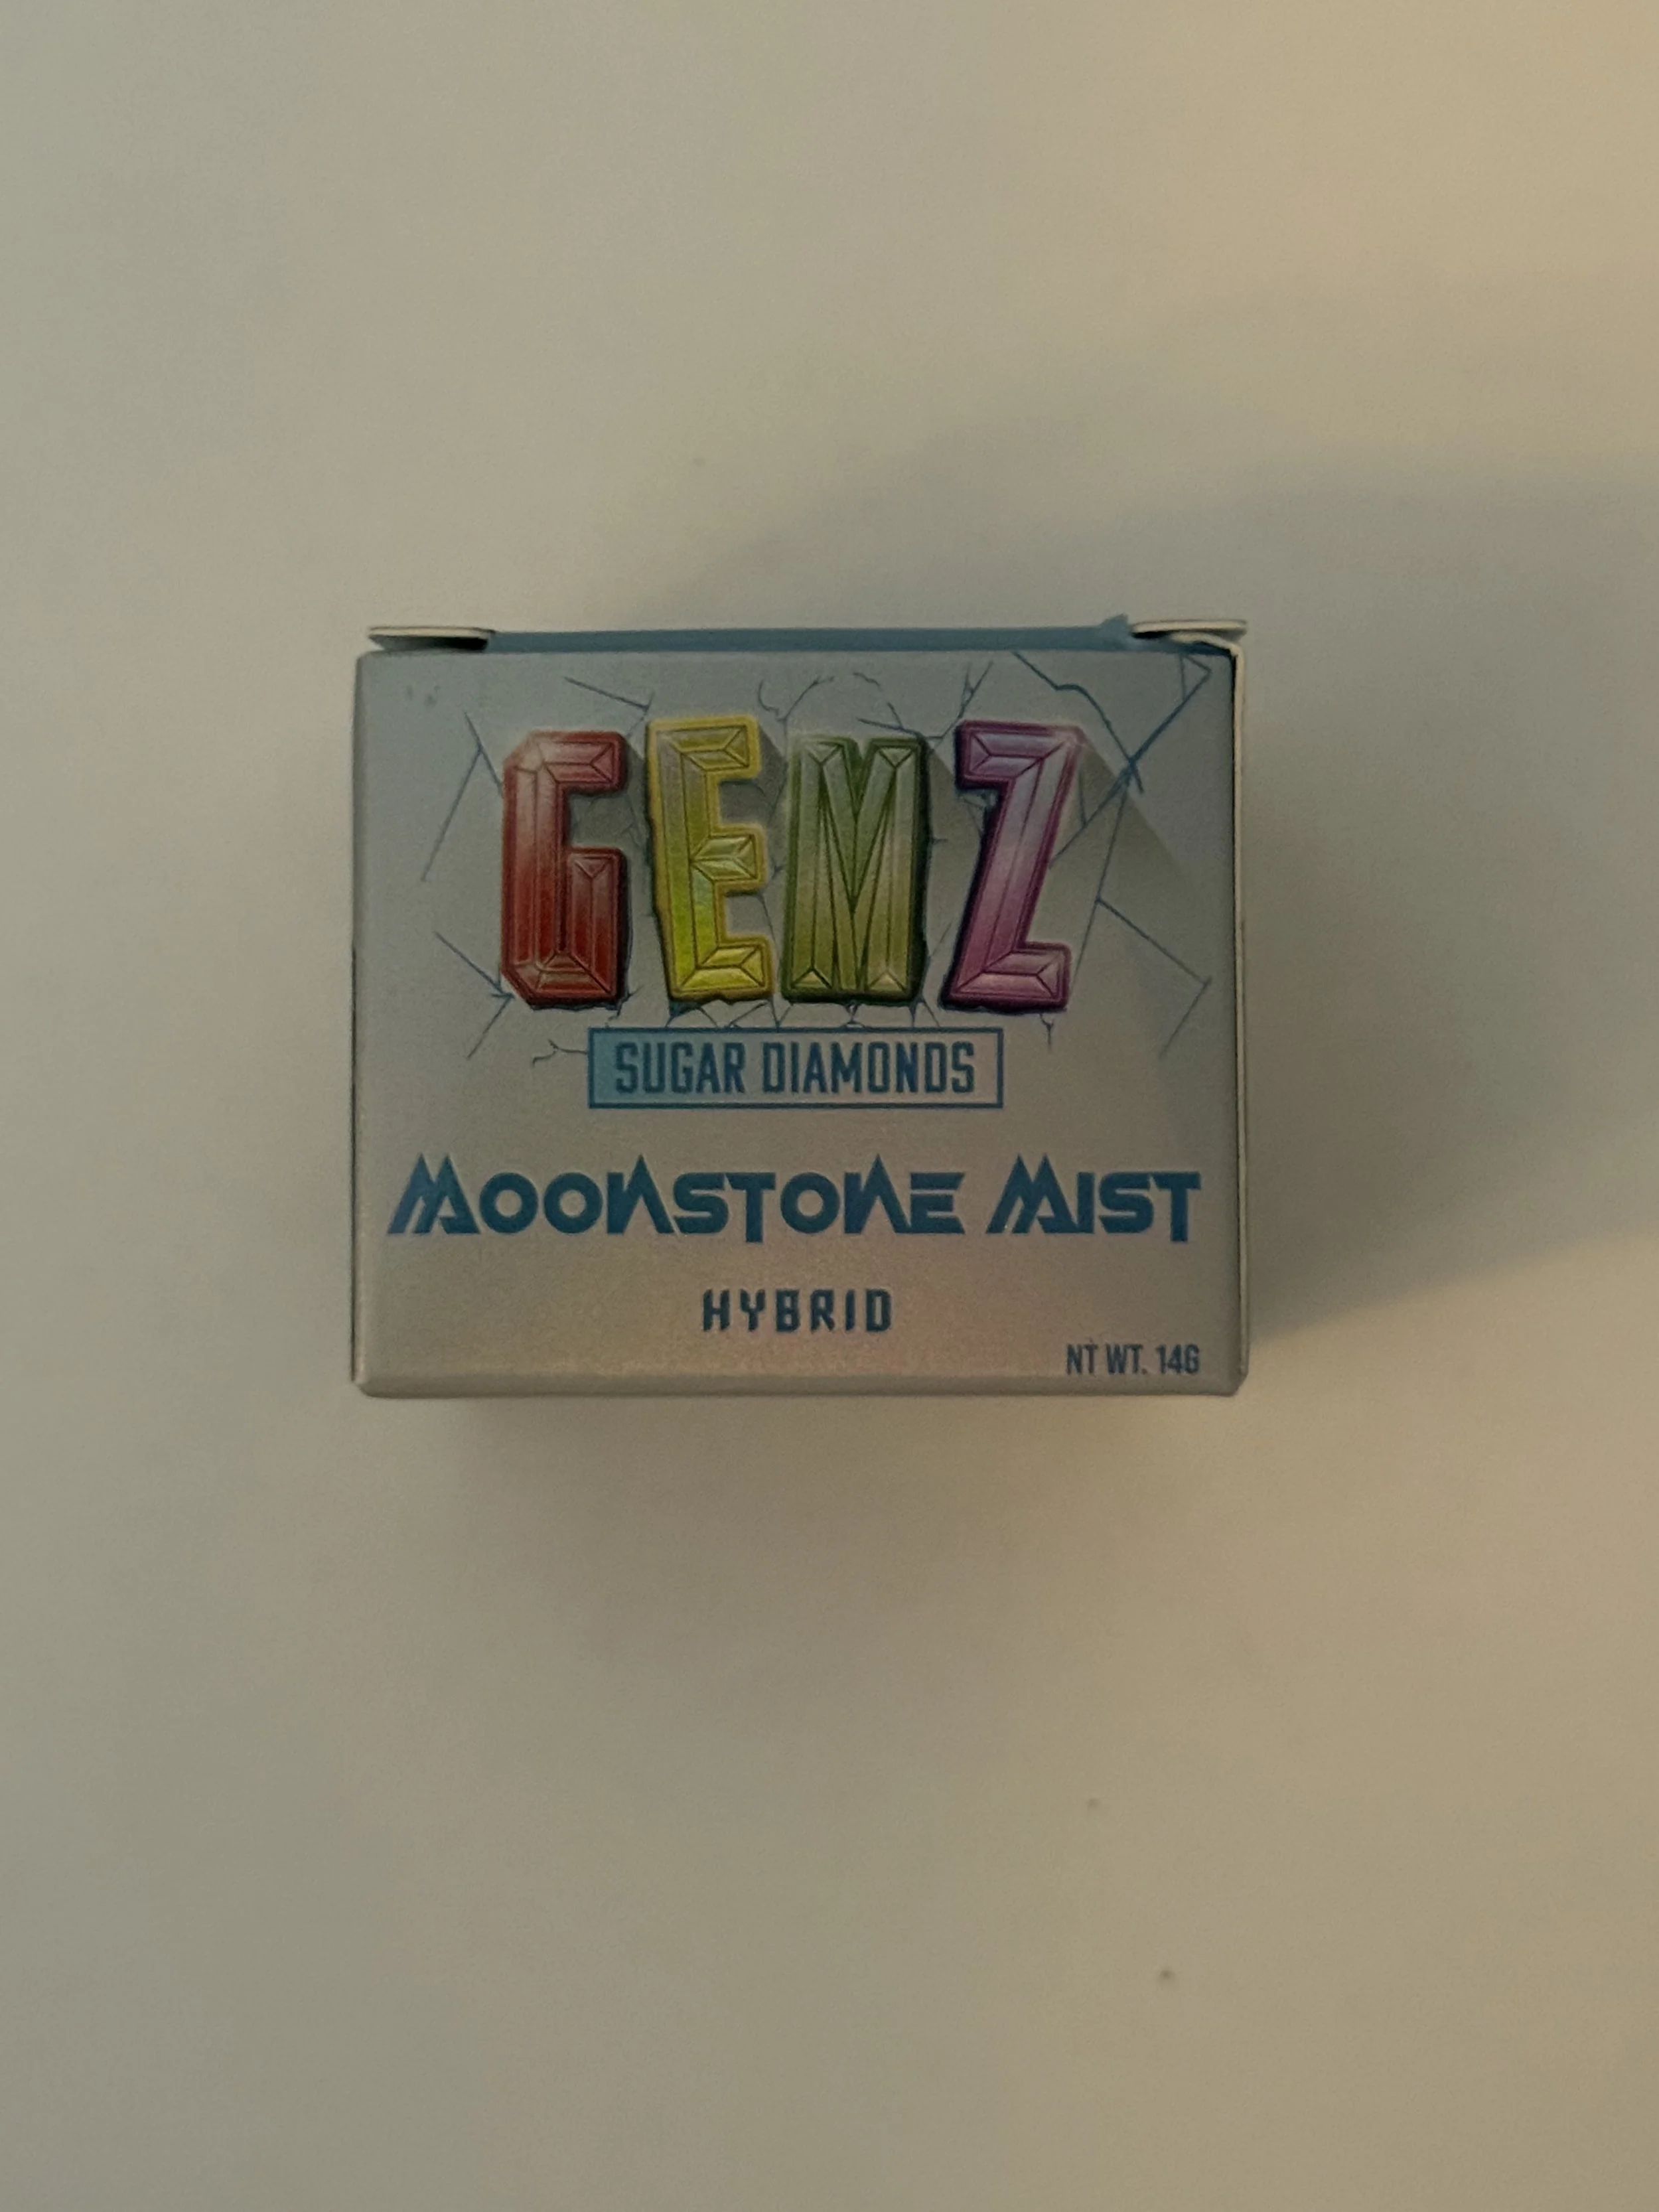 GEMZ
SUGAR DIAMONDS
MOONSTONE MIST
HYBRID
NT WT. 14G